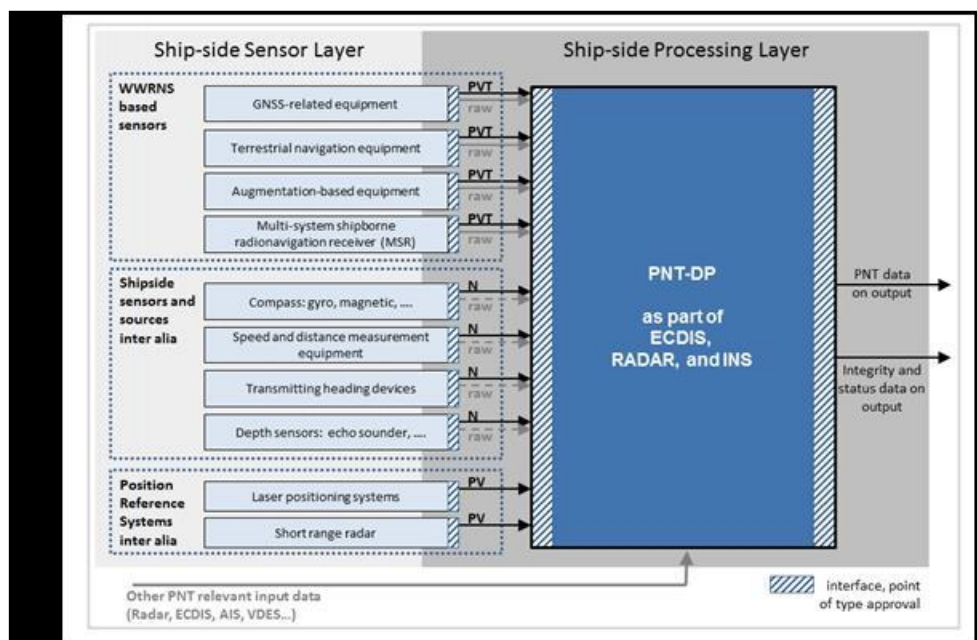 Ship-side Sensor Layer
Ship-side Processing Layer
WWRNS
based
sensors
GNSS-related equipment
PVT
raw
Terrestrial navigation equipment
PVT
raw
Augmentation-based equipment
PVT
raw
Multi-system shipborne
radionavigation receiver (MSR)
PVT
raw
Shipside
sensors and
sources
inter alia
Compass: gyro, magnetic, ....
N
raw
Speed and distance measurement
equipment
N
raw
Transmitting heading devices
N
raw
Depth sensors: echo sounder, ....
N
raw
Position
Reference
Systems
inter alia
Laser positioning systems
PV
Short range radar
PV
PNT-DP
as part of
ECDIS,
RADAR, and INS
PNT data
on output
Integrity and
status data on
output
Other PNT relevant input data
(Radar, ECDIS, AIS, VDES...)
interface, point
of type approval